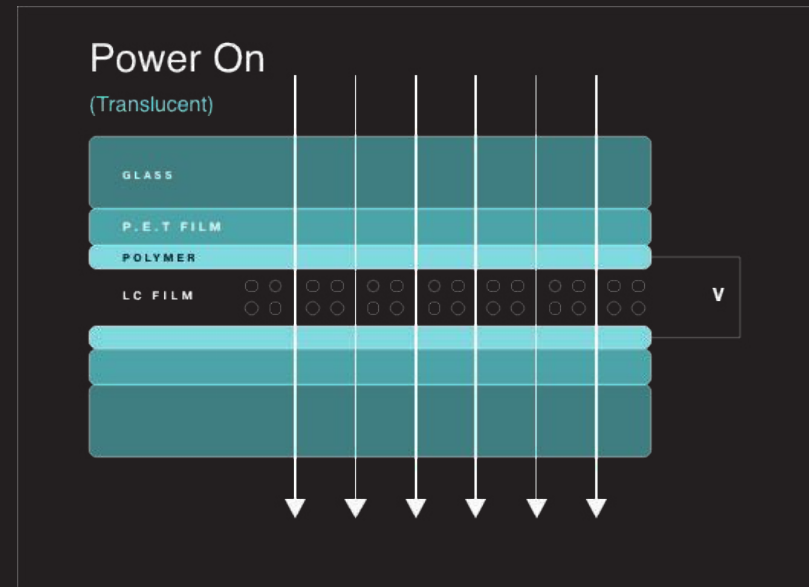 Power On
(Translucent)
GLASS
P.E.T FILM
POLYMER
LC FILM
V